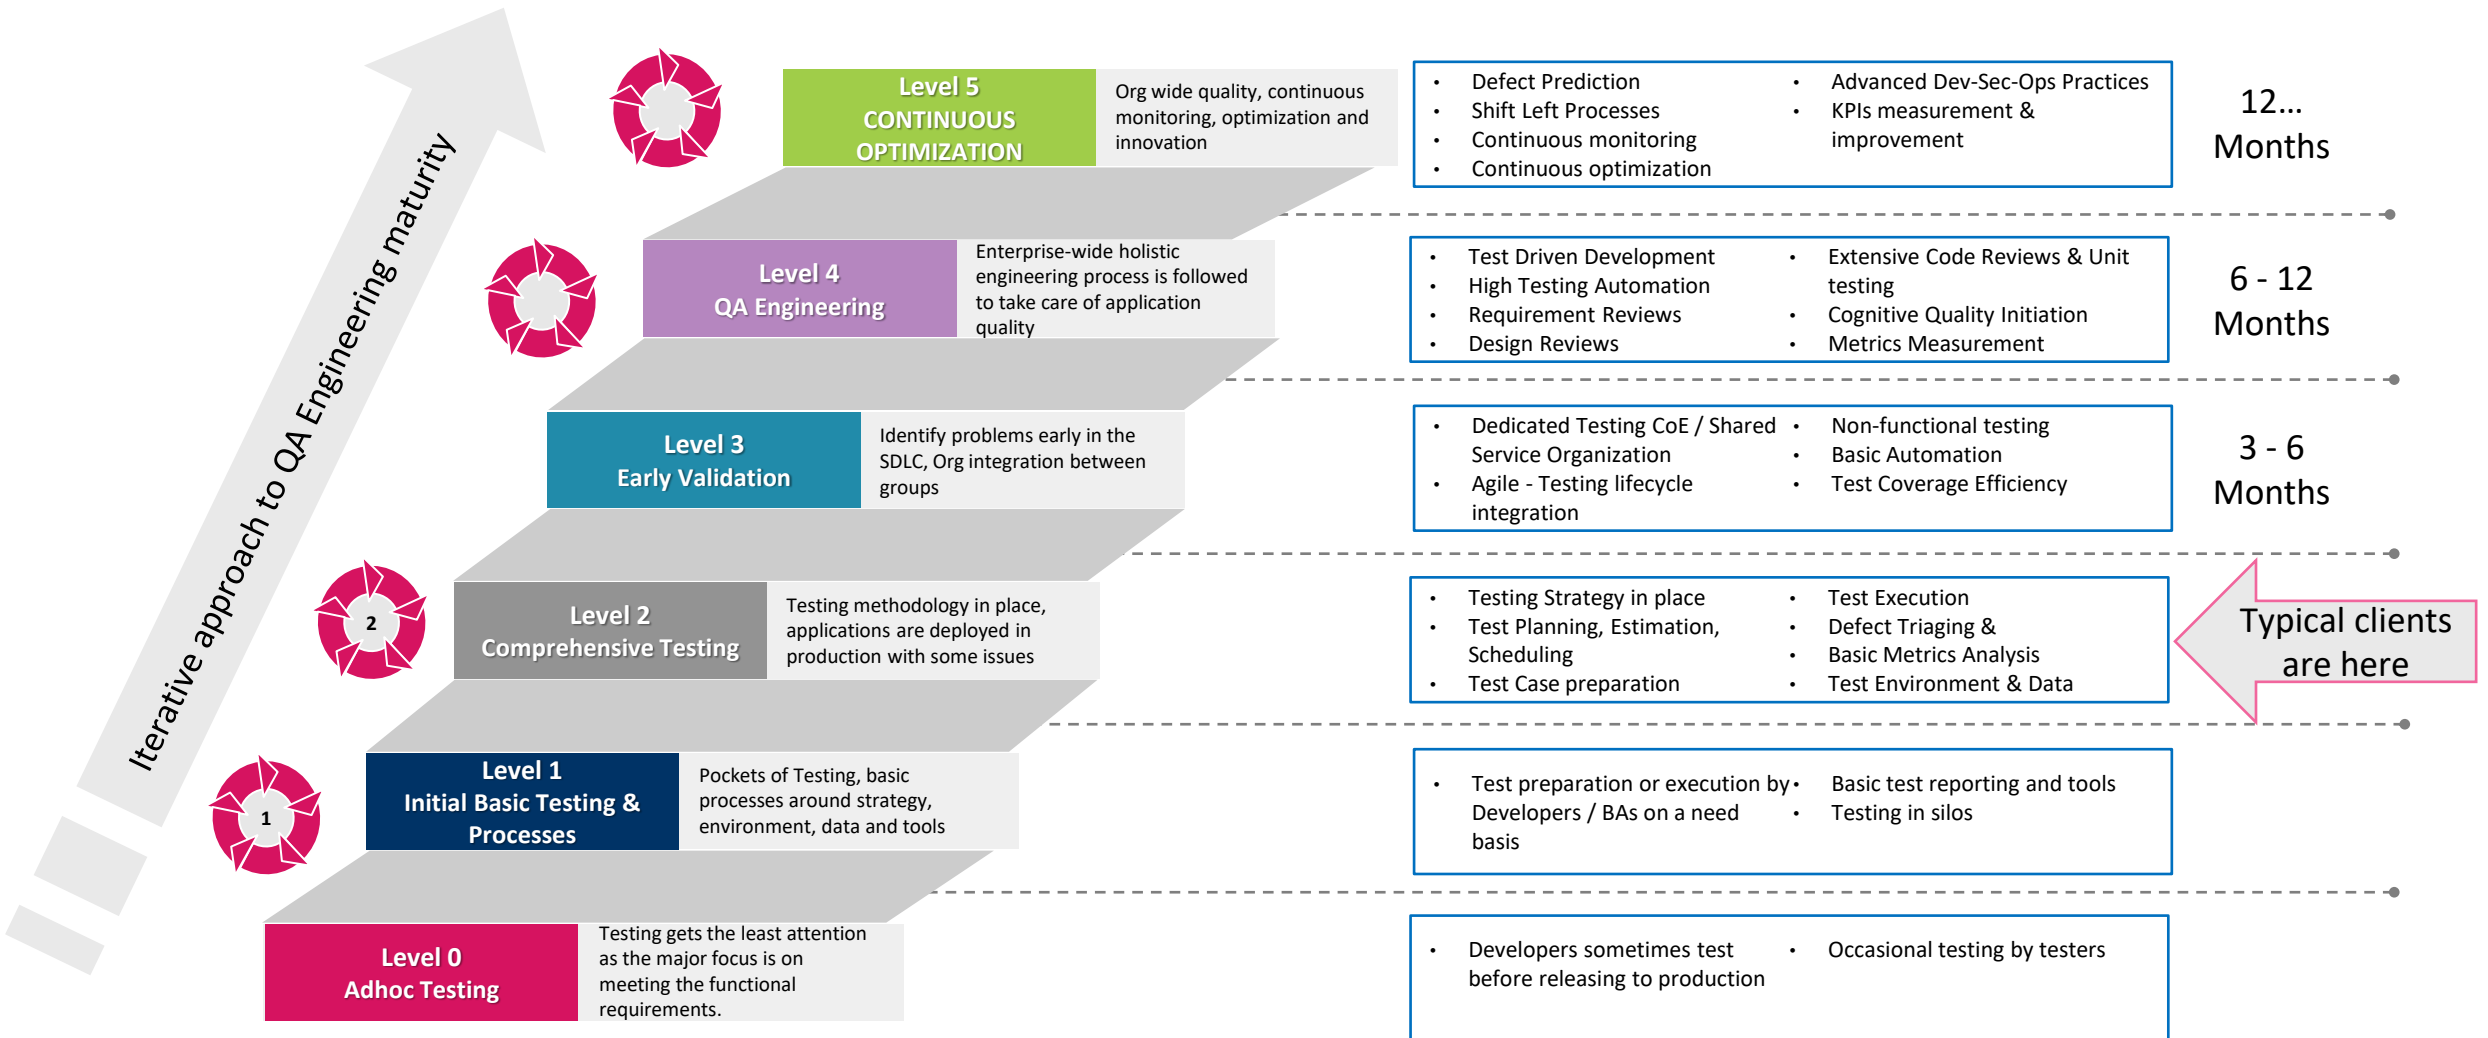 Iterative approach to QA Engineering maturity
Level 5
CONTINUOUS
OPTIMIZATION
Org wide quality, continuous
monitoring, optimization and
innovation
• Defect Prediction
• Shift Left Processes
• Continuous monitoring
• Continuous optimization
• Advanced Dev-Sec-Ops Practices
• KPIs measurement &
improvement
12...
Months
Level 4
QA Engineering
Enterprise-wide holistic
engineering process is followed
to take care of application
quality
• Test Driven Development
• High Testing Automation
• Requirement Reviews
• Design Reviews
• Extensive Code Reviews & Unit
testing
• Cognitive Quality Initiation
• Metrics Measurement
6 - 12
Months
Level 3
Early Validation
Identify problems early in the
SDLC, Org integration between
groups
• Dedicated Testing CoE / Shared
Service Organization
• Agile - Testing lifecycle
integration
• Non-functional testing
• Basic Automation
• Test Coverage Efficiency
3 - 6
Months
2
Level 2
Comprehensive Testing
Testing methodology in place,
applications are deployed in
production with some issues
• Testing Strategy in place
• Test Planning, Estimation,
Scheduling
• Test Case preparation
• Test Execution
• Defect Triaging &
• Basic Metrics Analysis
• Test Environment & Data
Typical clients
are here
1
Level 1
Initial Basic Testing &
Processes
Pockets of Testing, basic
processes around strategy,
environment, data and tools
• Test preparation or execution by
Developers / BAs on a need
basis
• Basic test reporting and tools
• Testing in silos
Level 0
Adhoc Testing
Testing gets the least attention
as the major focus is on
meeting the functional
requirements.
• Developers sometimes test
before releasing to production
• Occasional testing by testers